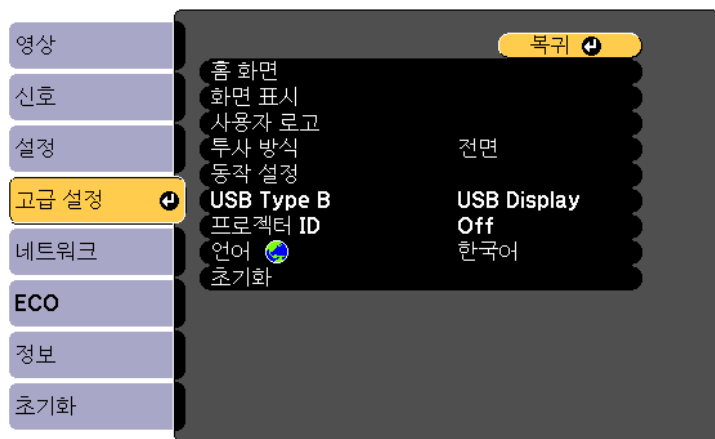 영상
신호
설정
고급 설정
네트워크
ECO
정보
초기화
복귀
홈 화면
화면 표시
사용자 로고
투사 방식 전면
동작 설정
USB Type B USB Display
프로젝터 ID Off
언어 한국어
초기화